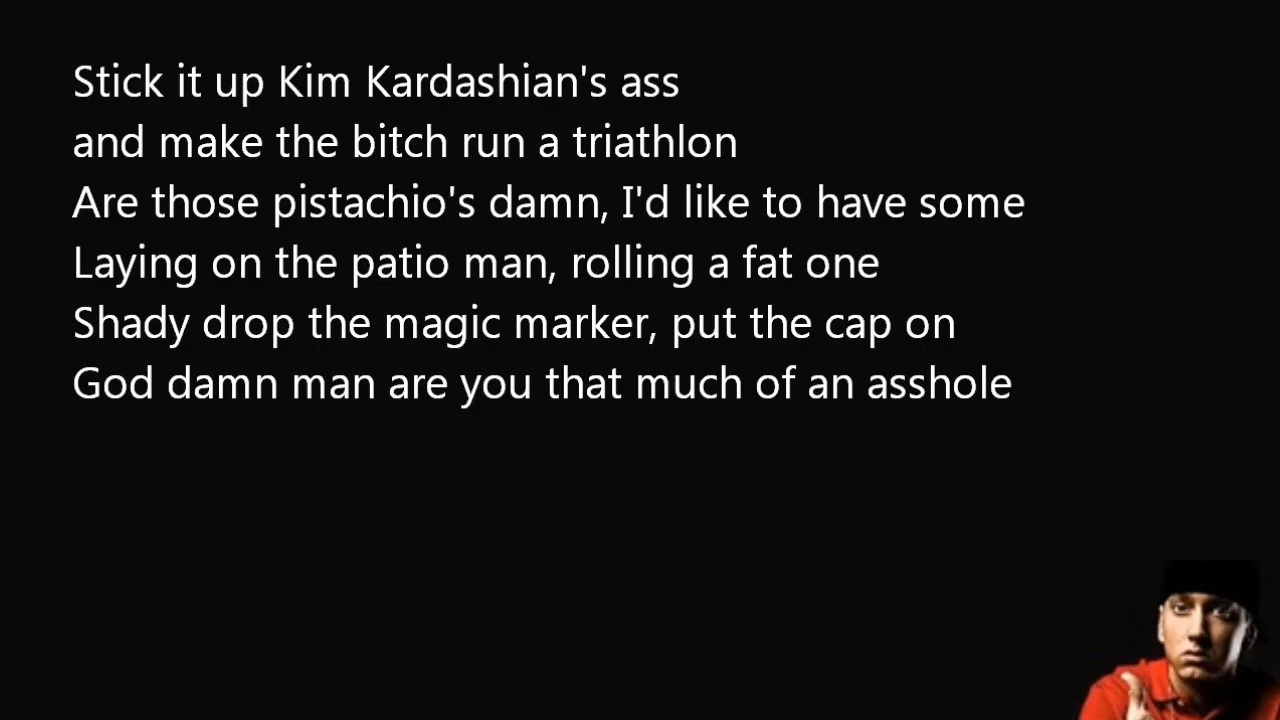 Stick it up Kim Kardashian's ass
and make the bitch run a triathlon
Are those pistachio's damn, I'd like to have some
Laying on the patio man, rolling a fat one
Shady drop the magic marker, put the cap on
God damn man are you that much of an asshole